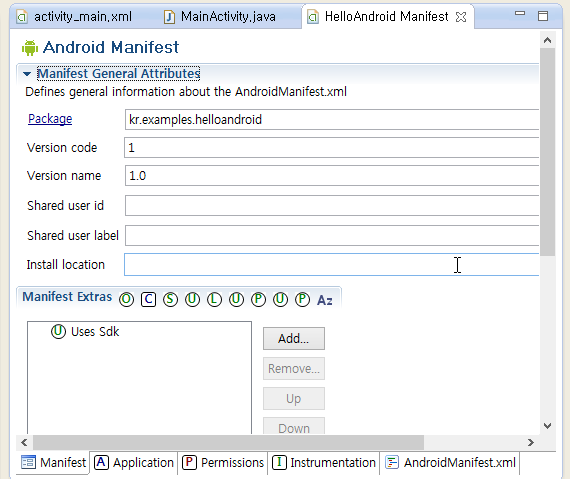 activity_main.xml MainActivity.java HelloAndroid Manifest
Android Manifest
Manifest General Attributes
Defines general information about the AndroidManifest.xml
Package kr.examples.helloandroid
Version code 1
Version name 1.0
Shared user id
Shared user label
Install location
Manifest Extras O C S U L U P U P Az
U Uses Sdk
Add...
Remove...
Up
Down
Manifest A Application P Permissions I Instrumentation AndroidManifest.xml